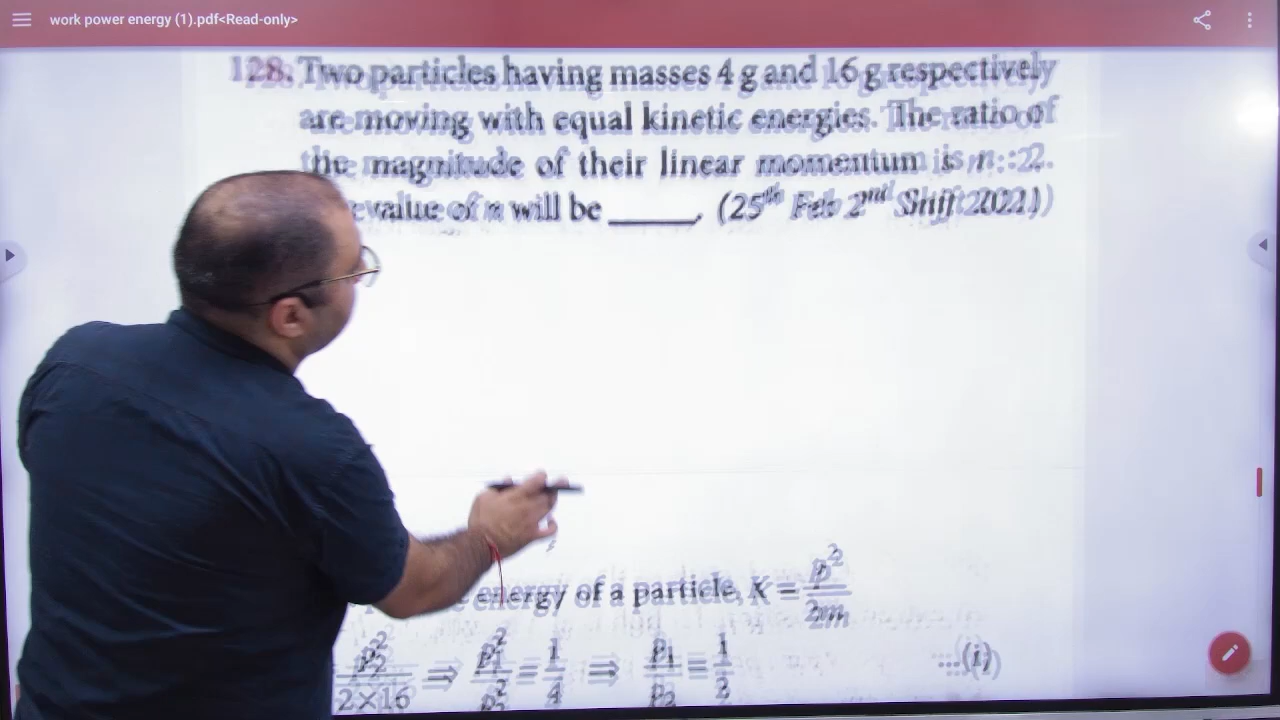 work power energy (1).pdf<Read-only>
128. Two particles having masses 4 g and 16 g respectively
are moving with equal kinetic energies. The ratio of
the magnitude of their linear momentum is n : 2.
value of n will be _____. (25th Feb 2nd Shift 2021)
energy of a particle, K = p²/2m
p₂²/2×16 ⇒ p₁²/p₂² = 1/4 ⇒ p₁/p₂ = 1/2 ...(i)